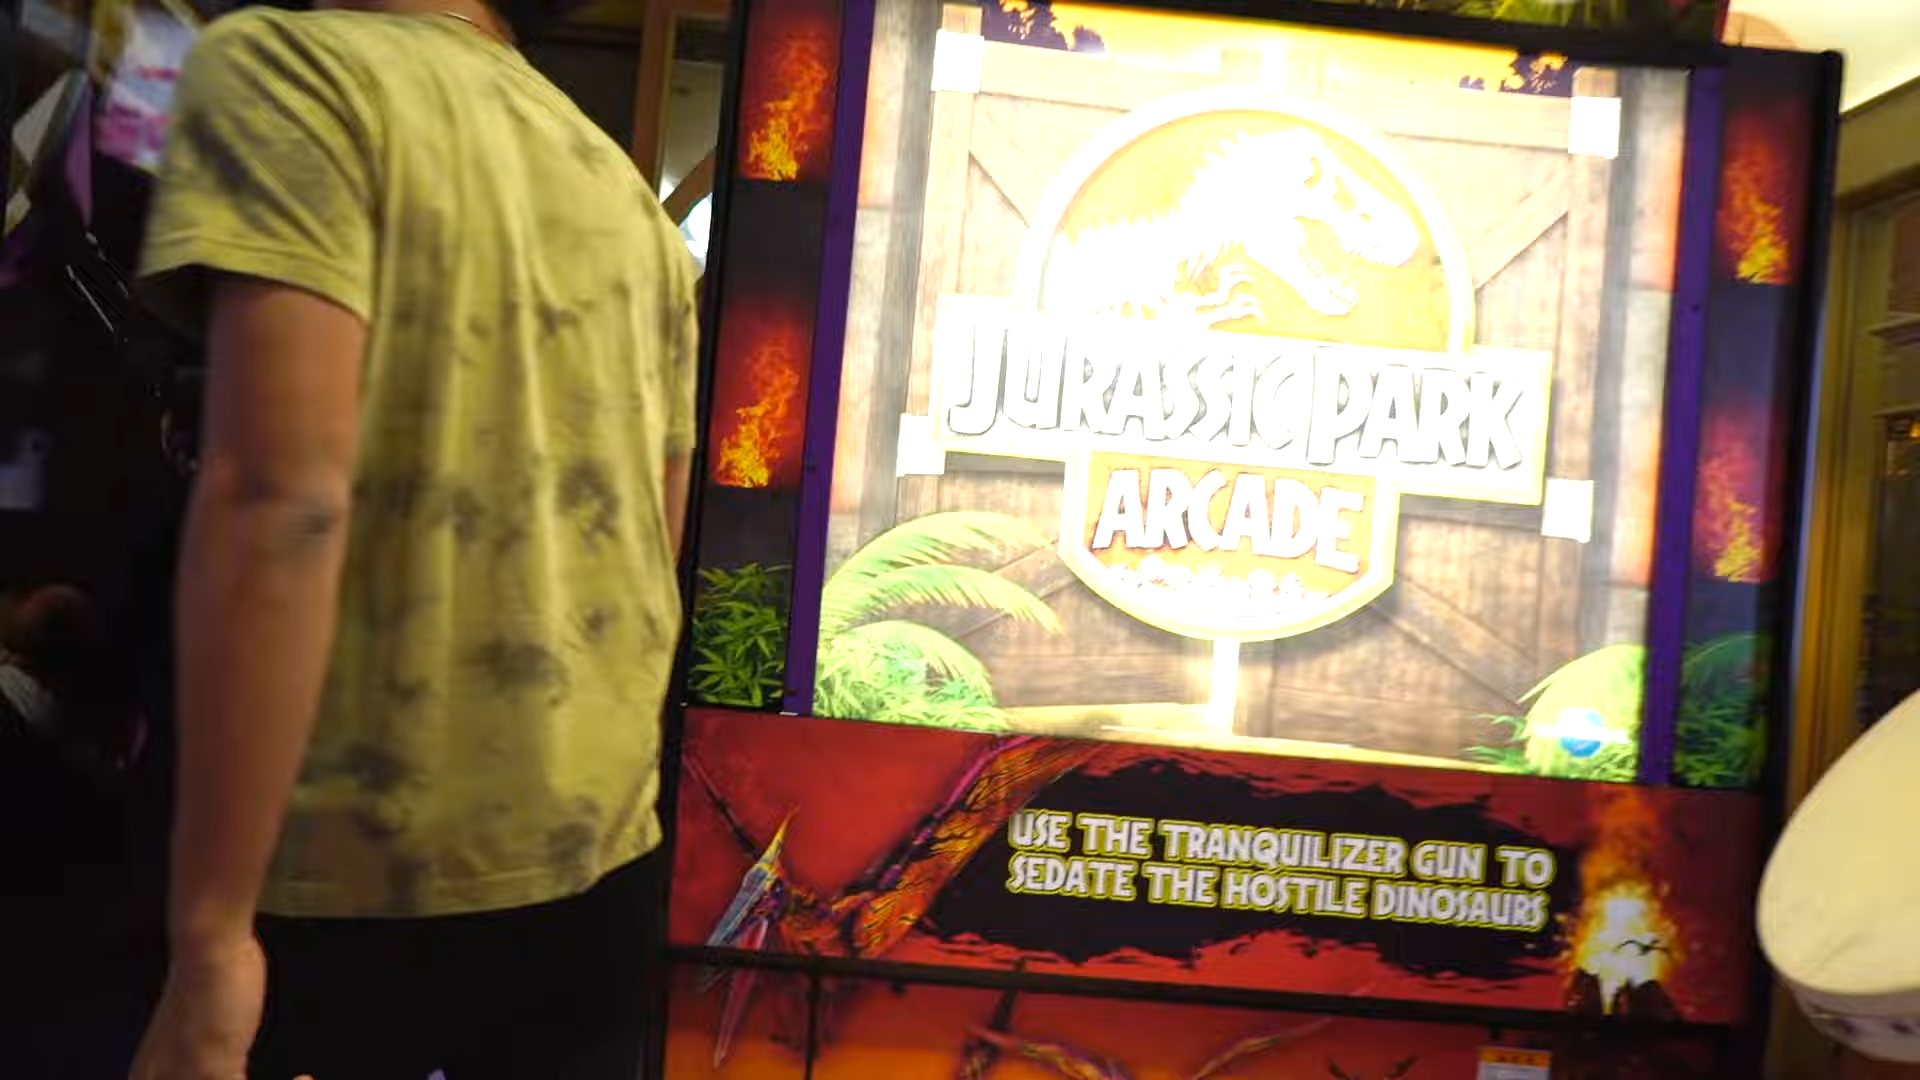 JURASSIC PARK
ARCADE
USE THE TRANQUILIZER GUN TO
SEDATE THE HOSTILE DINOSAURS